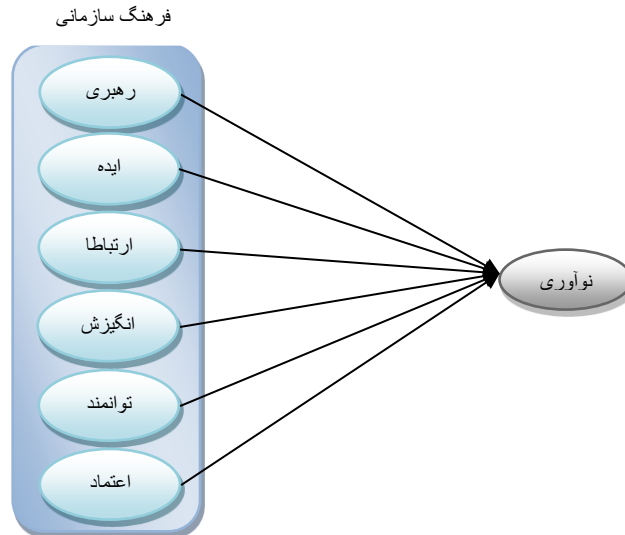 فرهنگ سازمانی
رهبری
ایده
ارتباطا
انگیزش
توانمند
اعتماد
نوآوری